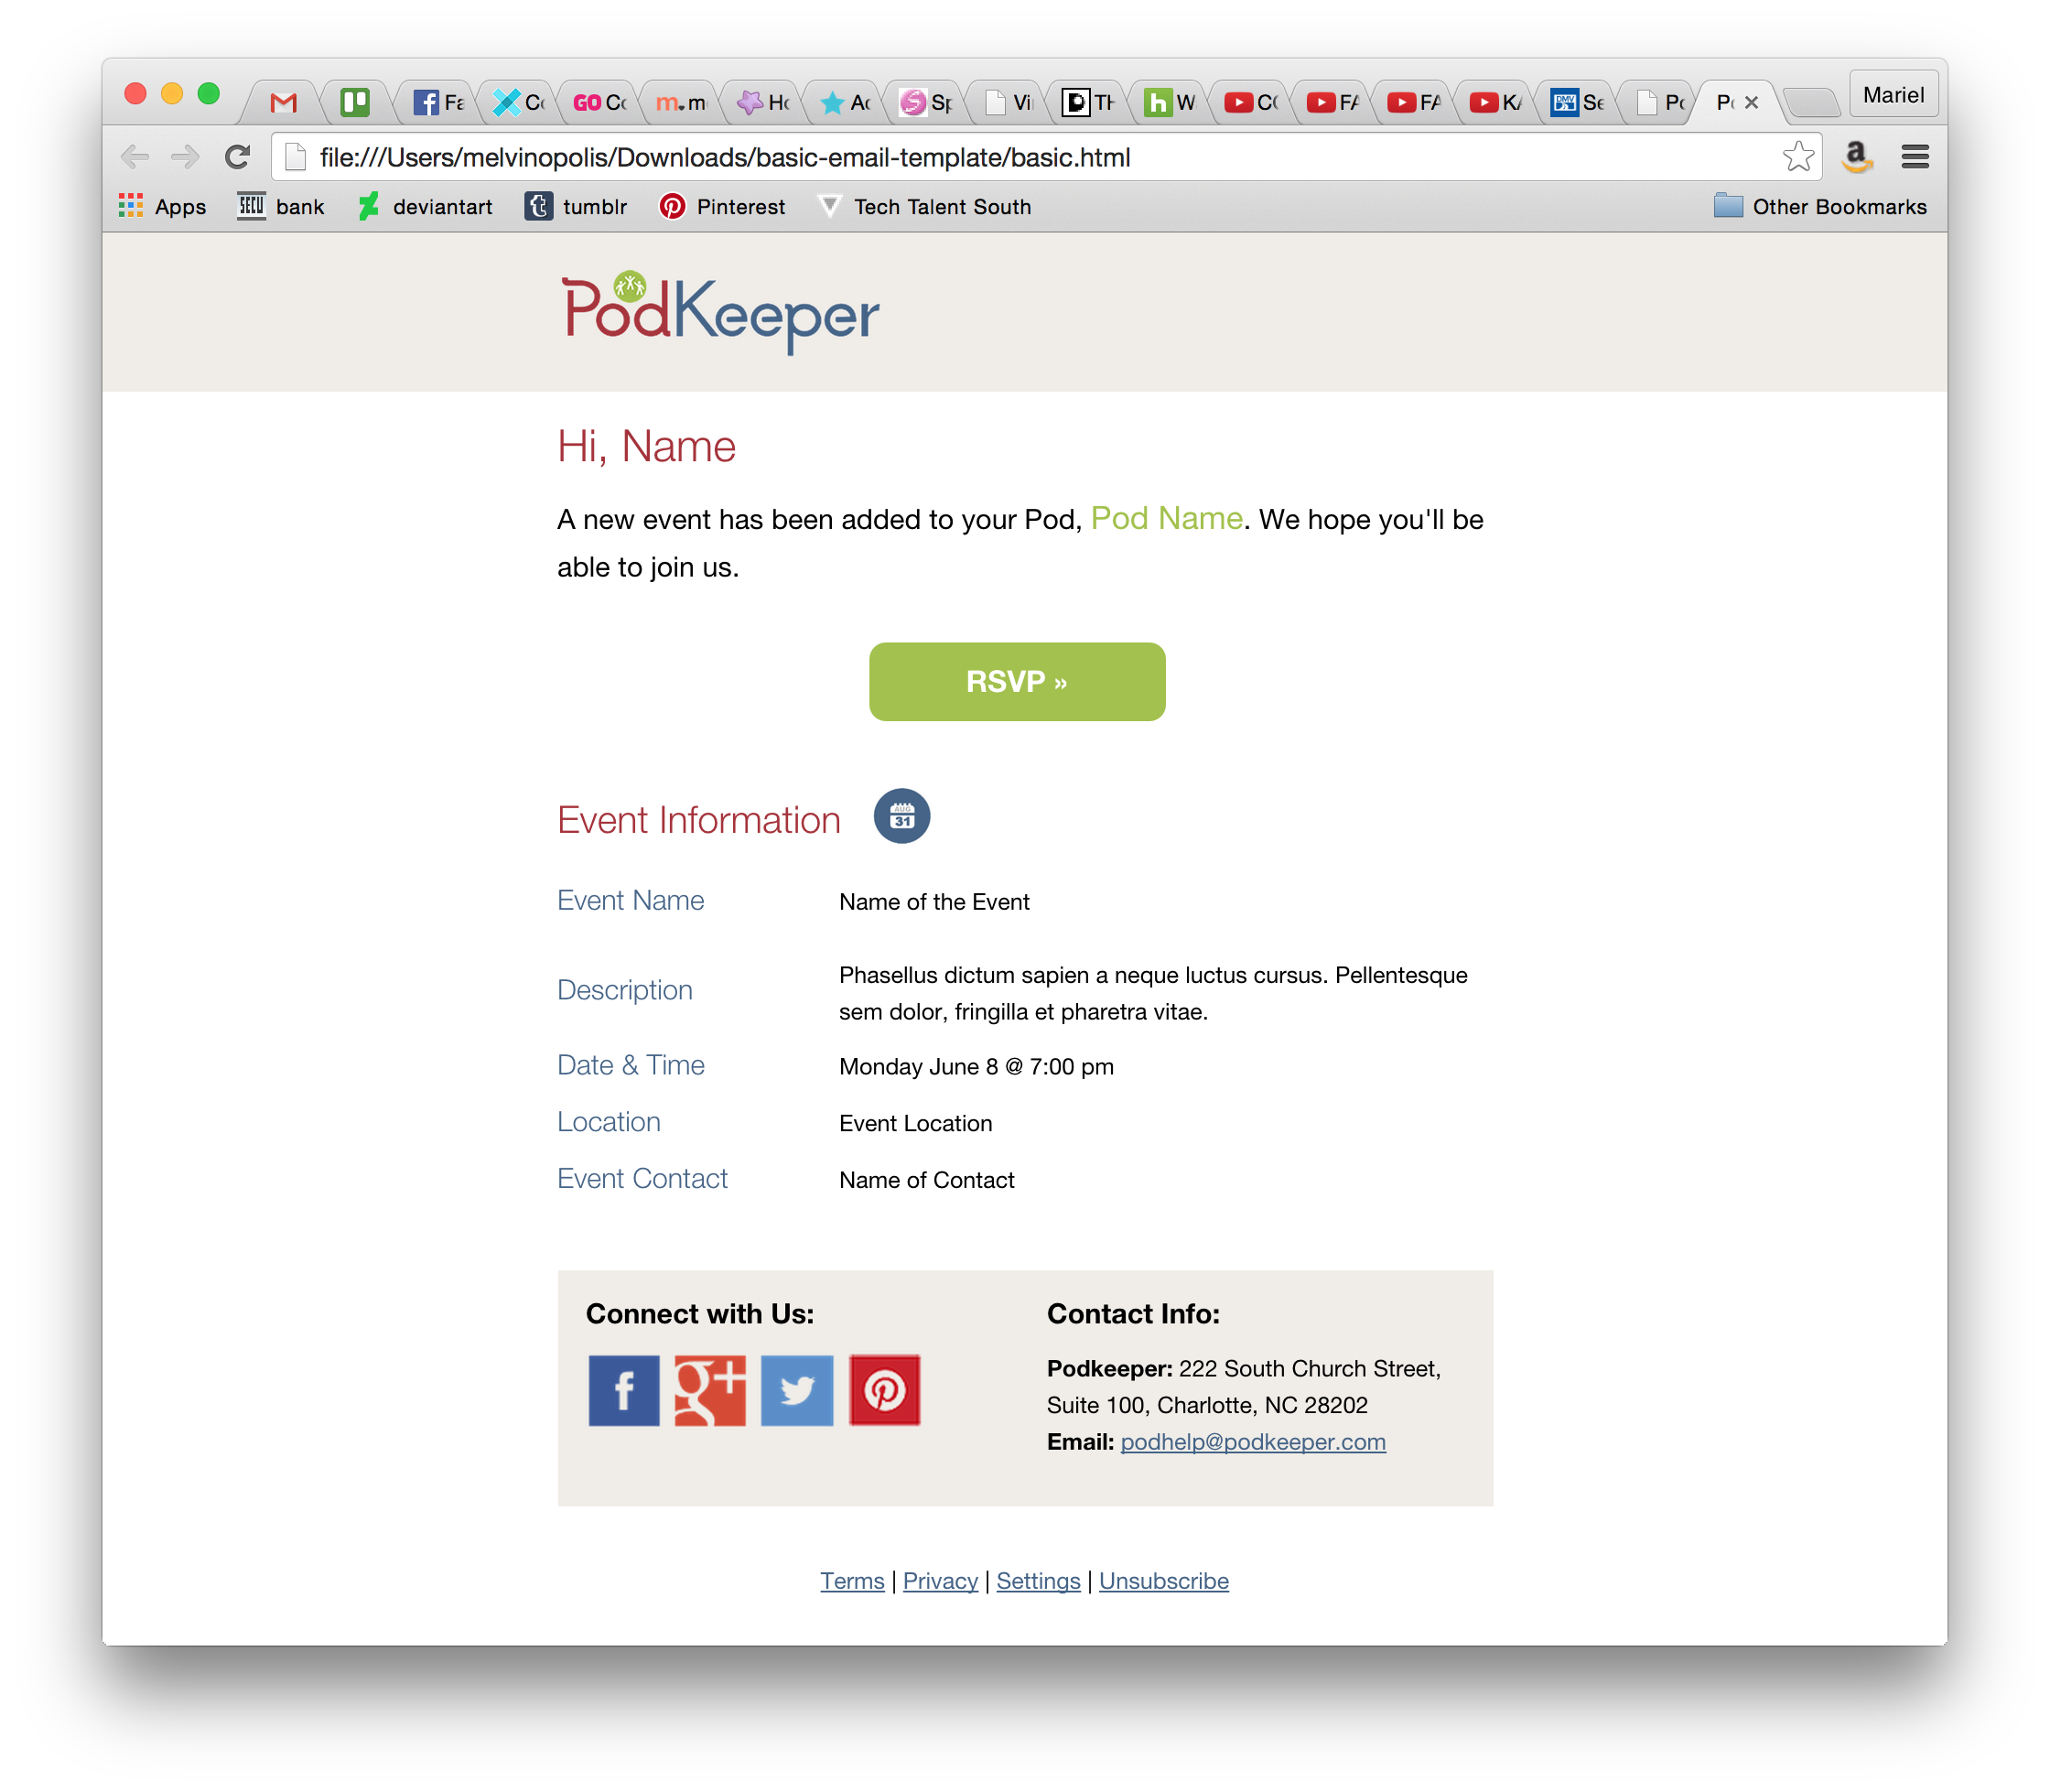 Fa
Co
GO Co
m. m
Ho
Ac
Sp
Vi
TH
h W
CO
FA
FA
KA
DMV Se
Po
Po
Mariel
file:///Users/melvinopolis/Downloads/basic-email-template/basic.html
Apps
SECU bank
deviantart
tumblr
Pinterest
Tech Talent South
Other Bookmarks
PodKeeper
Hi, Name
A new event has been added to your Pod, Pod Name. We hope you'll be
able to join us.
RSVP »
Event Information
AUG
31
Event Name Name of the Event
Description Phasellus dictum sapien a neque luctus cursus. Pellentesque
sem dolor, fringilla et pharetra vitae.
Date & Time Monday June 8 @ 7:00 pm
Location Event Location
Event Contact Name of Contact
Connect with Us:
Contact Info:
Podkeeper: 222 South Church Street,
Suite 100, Charlotte, NC 28202
Email: podhelp@podkeeper.com
Terms | Privacy | Settings | Unsubscribe